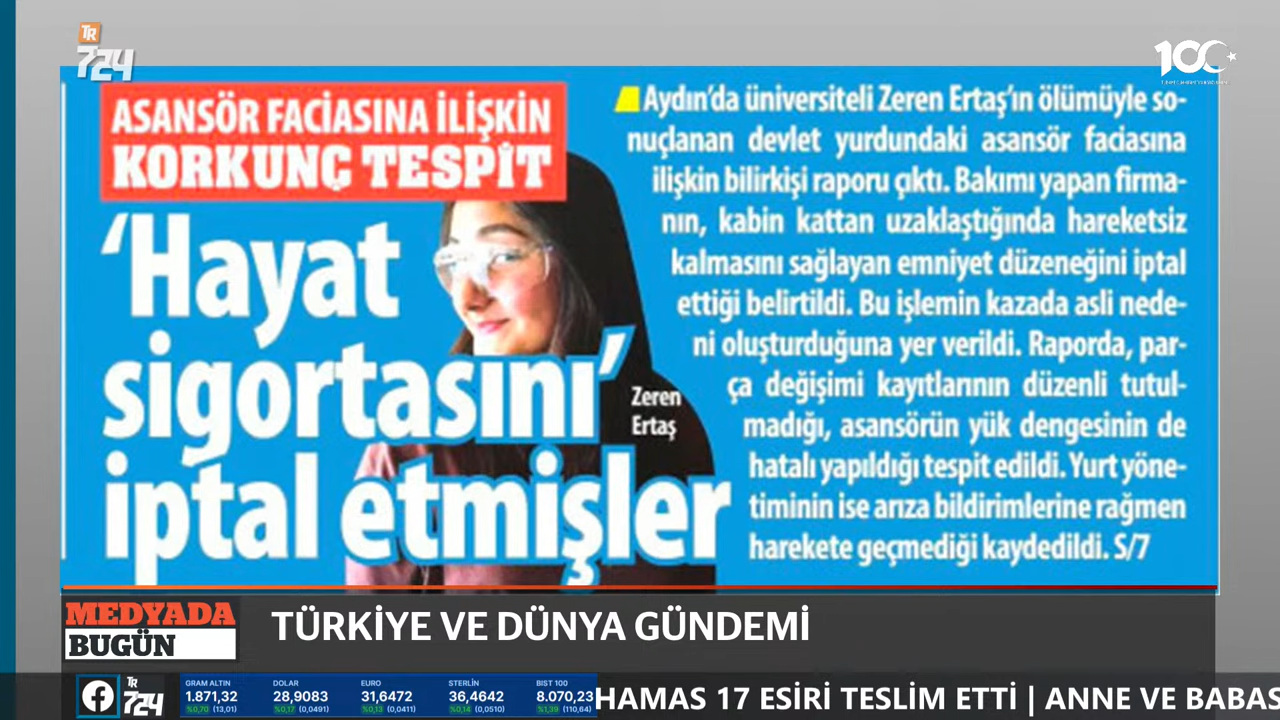 TR
724
100
ASANSÖR FACİASINA İLİŞKİN
KORKUNÇ TESPİT
‘Hayat
sigortasını’
iptal etmişler
Zeren
Ertaş
Aydın’da üniversiteli Zeren Ertaş’ın ölümüyle so-
nuçlanan devlet yurdundaki asansör faciasına
ilişkin bilirkişi raporu çıktı. Bakımı yapan firma-
nın, kabin kattan uzaklaştığında hareketsiz
kalmasını sağlayan emniyet düzeneğini iptal
ettiği belirtildi. Bu işlemin kazada asli nede-
ni oluşturduğuna yer verildi. Raporda, par-
ça değişimi kayıtlarının düzenli tutul-
madığı, asansörün yük dengesinin de
hatalı yapıldığı tespit edildi. Yurt yöne-
timinin ise arıza bildirimlerine rağmen
harekete geçmediği kaydedildi. S/7
MEDYADA
BUGÜN
TÜRKİYE VE DÜNYA GÜNDEMİ
TR
724
GRAM ALTIN DOLAR EURO STERLİN BIST 100
1.871,32 28,9083 31,6472 36,4642 8.070,23
%0,70 (13,01) %0,17 (0,0491) %0,13 (0,0411) %0,14 (0,0510) %1,39 (110,64)
HAMAS 17 ESİRİ TESLİM ETTİ | ANNE VE BABAS